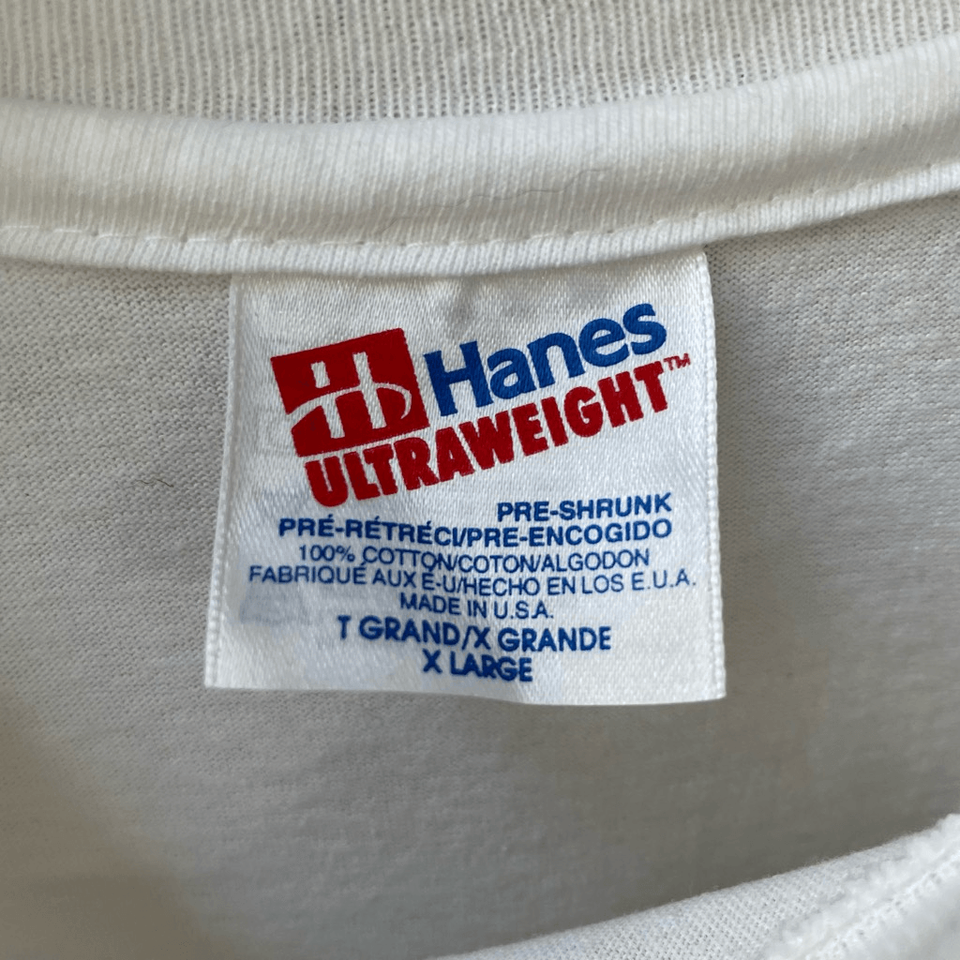 Hanes
ULTRAWEIGHT™
PRE-SHRUNK
PRÉ-RÉTRÉCI/PRE-ENCOGIDO
100% COTTON/COTON/ALGODON
FABRIQUÉ AUX É-U/HECHO EN LOS E.U.A.
MADE IN U.S.A.
T GRAND/X GRANDE
X LARGE